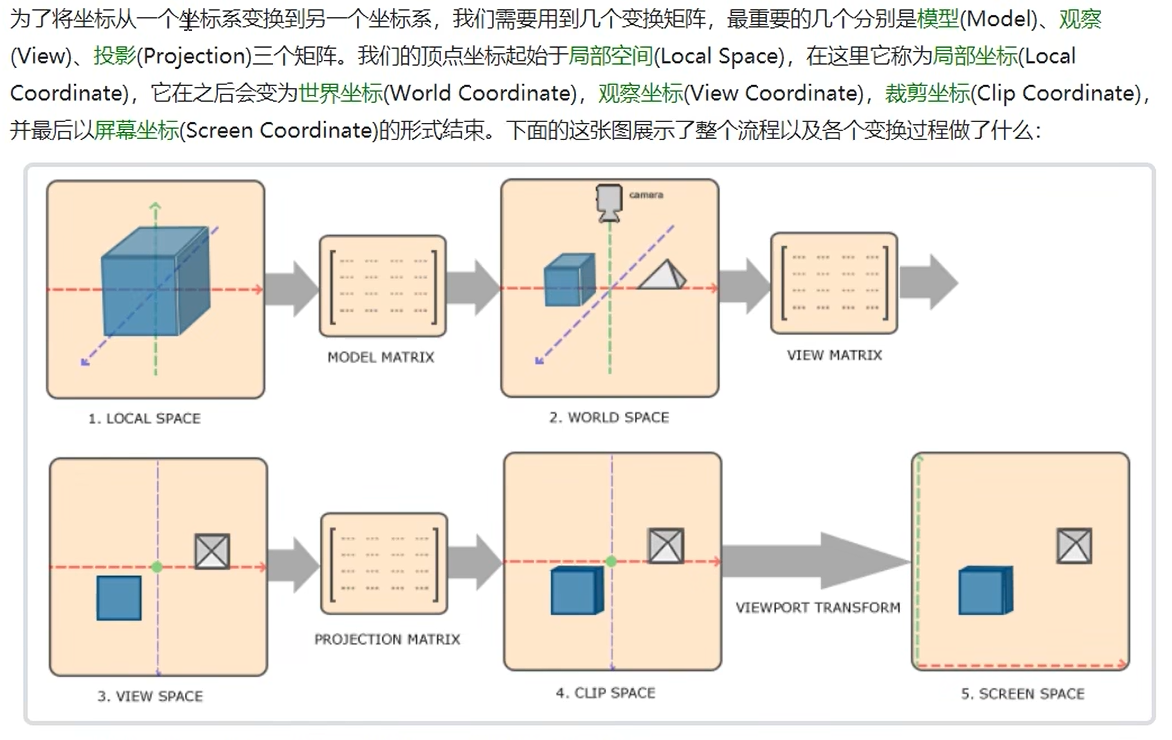 为了将坐标从一个坐标系变换到另一个坐标系，我们需要用到几个变换矩阵，最重要的几个分别是模型(Model)、观察
(View)、投影(Projection)三个矩阵。我们的顶点坐标起始于局部空间(Local Space)，在这里它称为局部坐标(Local
Coordinate)，它在之后会变为世界坐标(World Coordinate)，观察坐标(View Coordinate)，裁剪坐标(Clip Coordinate)，
并最后以屏幕坐标(Screen Coordinate)的形式结束。下面的这张图展示了整个流程以及各个变换过程做了什么：
camera
MODEL MATRIX
VIEW MATRIX
1. LOCAL SPACE
2. WORLD SPACE
VIEWPORT TRANSFORM
PROJECTION MATRIX
3. VIEW SPACE
4. CLIP SPACE
5. SCREEN SPACE